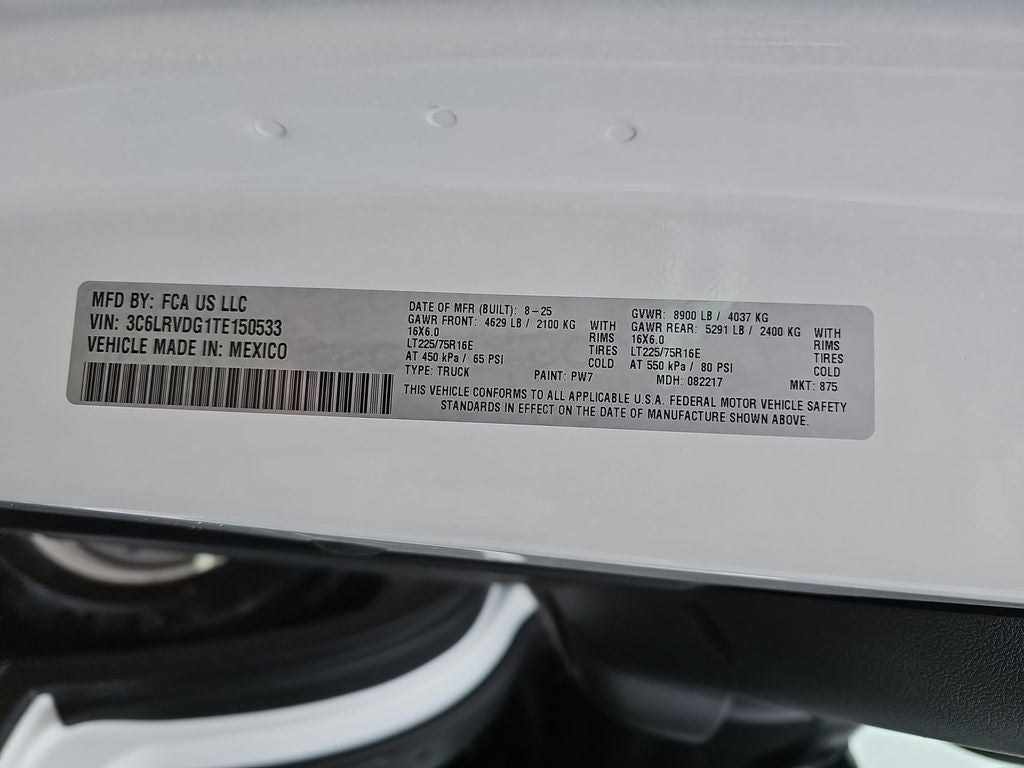 MFD BY: FCA US LLC
VIN: 3C6LRVDG1TE150533
VEHICLE MADE IN: MEXICO
DATE OF MFR (BUILT): 8-25
GAWR FRONT: 4629 LB / 2100 KG WITH
16X6.0 RIMS
LT225/75R16E TIRES
AT 450 kPa / 65 PSI COLD
GVWR: 8900 LB / 4037 KG
GAWR REAR: 5291 LB / 2400 KG WITH
16X6.0 RIMS
LT225/75R16E TIRES
AT 550 kPa / 80 PSI COLD
TYPE: TRUCK PAINT: PW7 MDH: 082217 MKT: 875
THIS VEHICLE CONFORMS TO ALL APPLICABLE U.S.A. FEDERAL MOTOR VEHICLE SAFETY
STANDARDS IN EFFECT ON THE DATE OF MANUFACTURE SHOWN ABOVE.